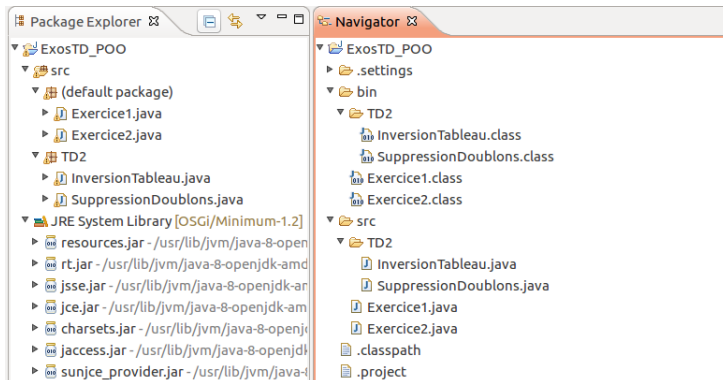 Package Explorer
ExosTD_POO
src
(default package)
Exercice1.java
Exercice2.java
TD2
InversionTableau.java
SuppressionDoublons.java
JRE System Library [OSGi/Minimum-1.2]
resources.jar - /usr/lib/jvm/java-8-open
rt.jar - /usr/lib/jvm/java-8-openjdk-amd
jsse.jar - /usr/lib/jvm/java-8-openjdk-a
jce.jar - /usr/lib/jvm/java-8-openjdk-am
charsets.jar - /usr/lib/jvm/java-8-openjd
jaccess.jar - /usr/lib/jvm/java-8-openjdk
sunjce_provider.jar - /usr/lib/jvm/java-8
Navigator
ExosTD_POO
.settings
bin
TD2
InversionTableau.class
SuppressionDoublons.class
Exercice1.class
Exercice2.class
src
TD2
InversionTableau.java
SuppressionDoublons.java
Exercice1.java
Exercice2.java
.classpath
.project